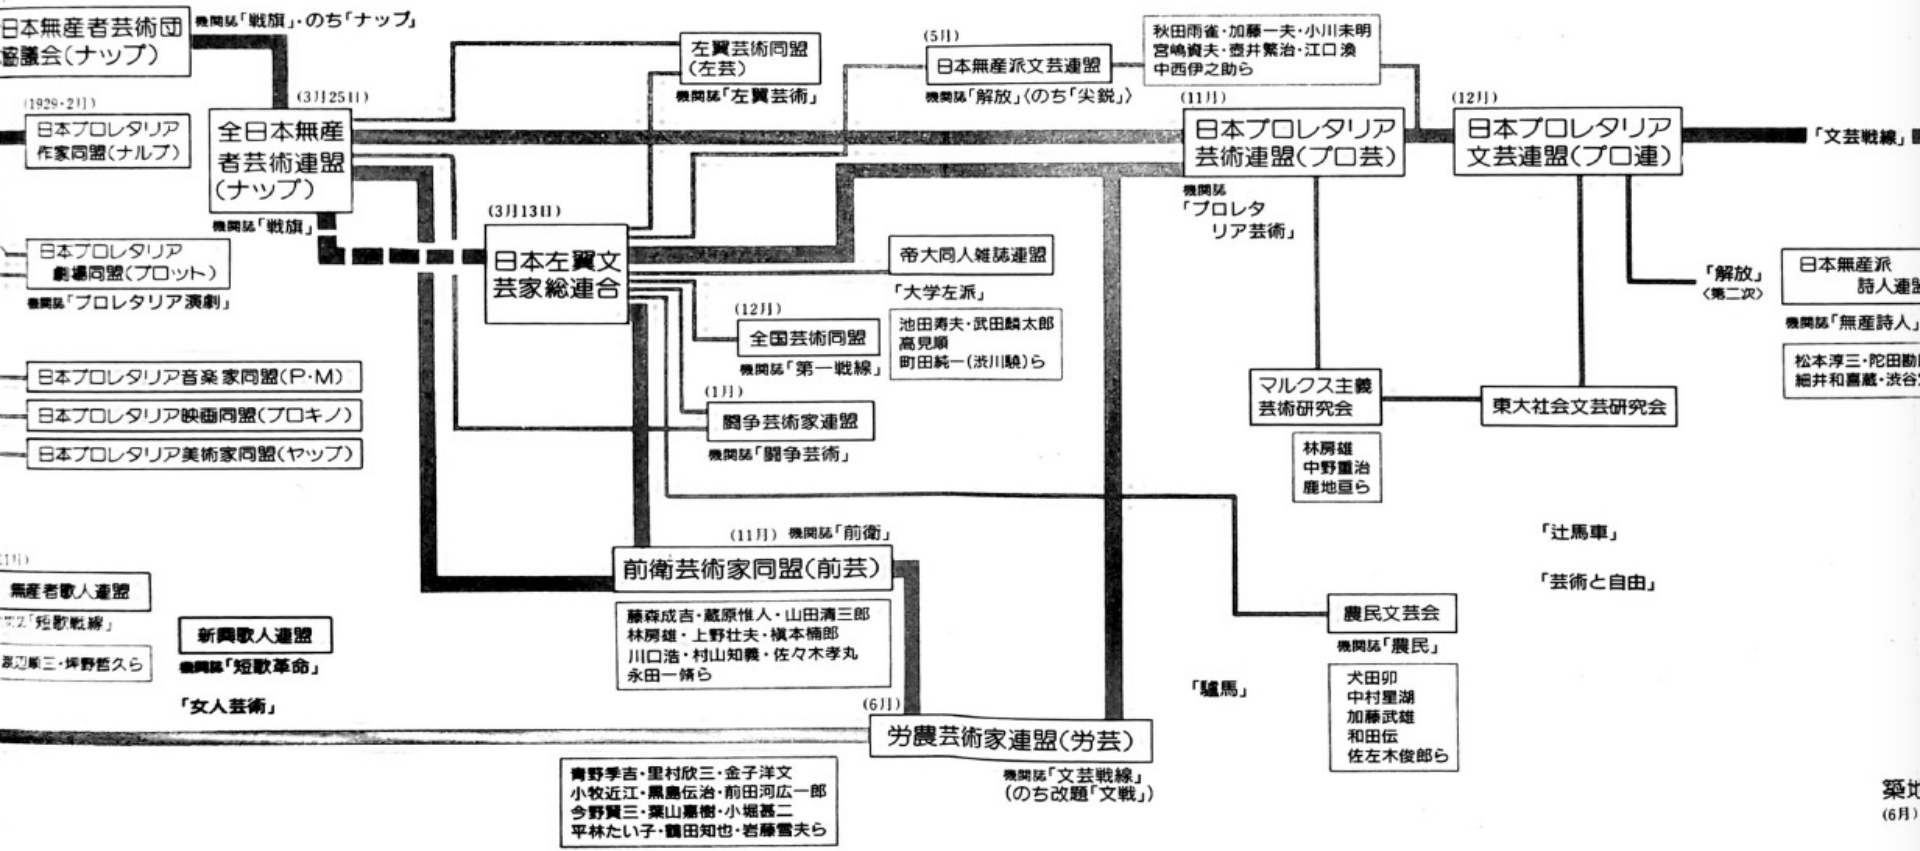 日本無産者芸術団
協議会(ナップ)
機関誌「戦旗」・のち「ナップ」
(1929・2月)
日本プロレタリア
作家同盟(ナルプ)
(3月25日)
全日本無産
者芸術連盟
(ナップ)
機関誌「戦旗」
日本プロレタリア
劇場同盟(プロット)
機関誌「プロレタリア演劇」
日本プロレタリア音楽家同盟(P・M)
日本プロレタリア映画同盟(プロキノ)
日本プロレタリア美術家同盟(ヤップ)
無産者歌人連盟
「短歌戦線」
渡辺順三・坪野哲久ら
新興歌人連盟
機関誌「短歌革命」
「女人芸術」
左翼芸術同盟
(左芸)
機関誌「左翼芸術」
(3月13日)
日本左翼文
芸家総連合
(5月)
日本無産派文芸連盟
機関誌「解放」〈のち「尖鋭」〉
秋田雨雀・加藤一夫・小川未明
宮嶋資夫・壺井繁治・江口渙
中西伊之助ら
帝大同人雑誌連盟
「大学左派」
池田寿夫・武田麟太郎
高見順
町田純一(渋川驍)ら
(12月)
全国芸術同盟
機関誌「第一戦線」
(1月)
闘争芸術家連盟
機関誌「闘争芸術」
(11月) 機関誌「前衛」
前衛芸術家同盟(前芸)
藤森成吉・蔵原惟人・山田清三郎
林房雄・上野壮夫・槇本楠郎
川口浩・村山知義・佐々木孝丸
永田一脩ら
(6月)
労農芸術家連盟(労芸)
機関誌「文芸戦線」
(のち改題「文戦」)
青野季吉・里村欣三・金子洋文
小牧近江・黒島伝治・前田河広一郎
今野賢三・葉山嘉樹・小堀甚二
平林たい子・鶴田知也・岩藤雪夫ら
(11月)
日本プロレタリア
芸術連盟(プロ芸)
機関誌
「プロレタ
リア芸術」
(12月)
日本プロレタリア
文芸連盟(プロ連)
「文芸戦線」
マルクス主義
芸術研究会
林房雄
中野重治
鹿地亘ら
東大社会文芸研究会
「解放」
〈第二次〉
日本無産派
詩人連盟
機関誌「無産詩人」
松本淳三・陀田勘
細井和喜蔵・渋谷
「辻馬車」
「芸術と自由」
農民文芸会
機関誌「農民」
犬田卯
中村星湖
加藤武雄
和田伝
佐左木俊郎ら
「驢馬」
築地
(6月)